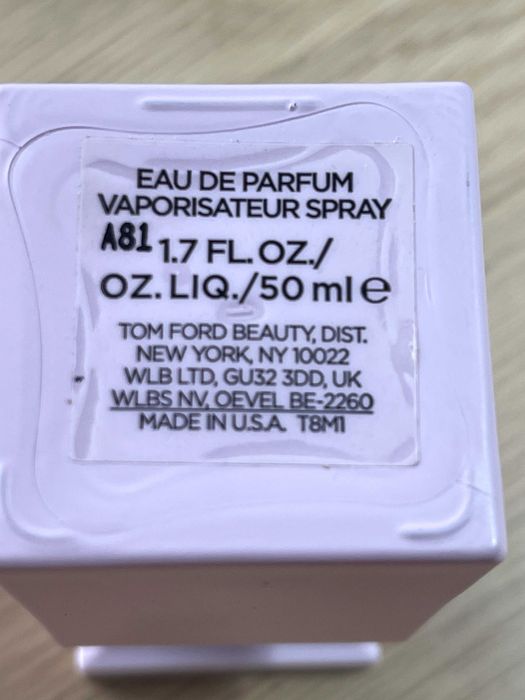 EAU DE PARFUM
VAPORISATEUR SPRAY
A81 1.7 FL. OZ./
OZ. LIQ./50 ml ℮
TOM FORD BEAUTY, DIST.
NEW YORK, NY 10022
WLB LTD, GU32 3DD, UK
WLBS NV, OEVEL BE-2260
MADE IN U.S.A. T8M1